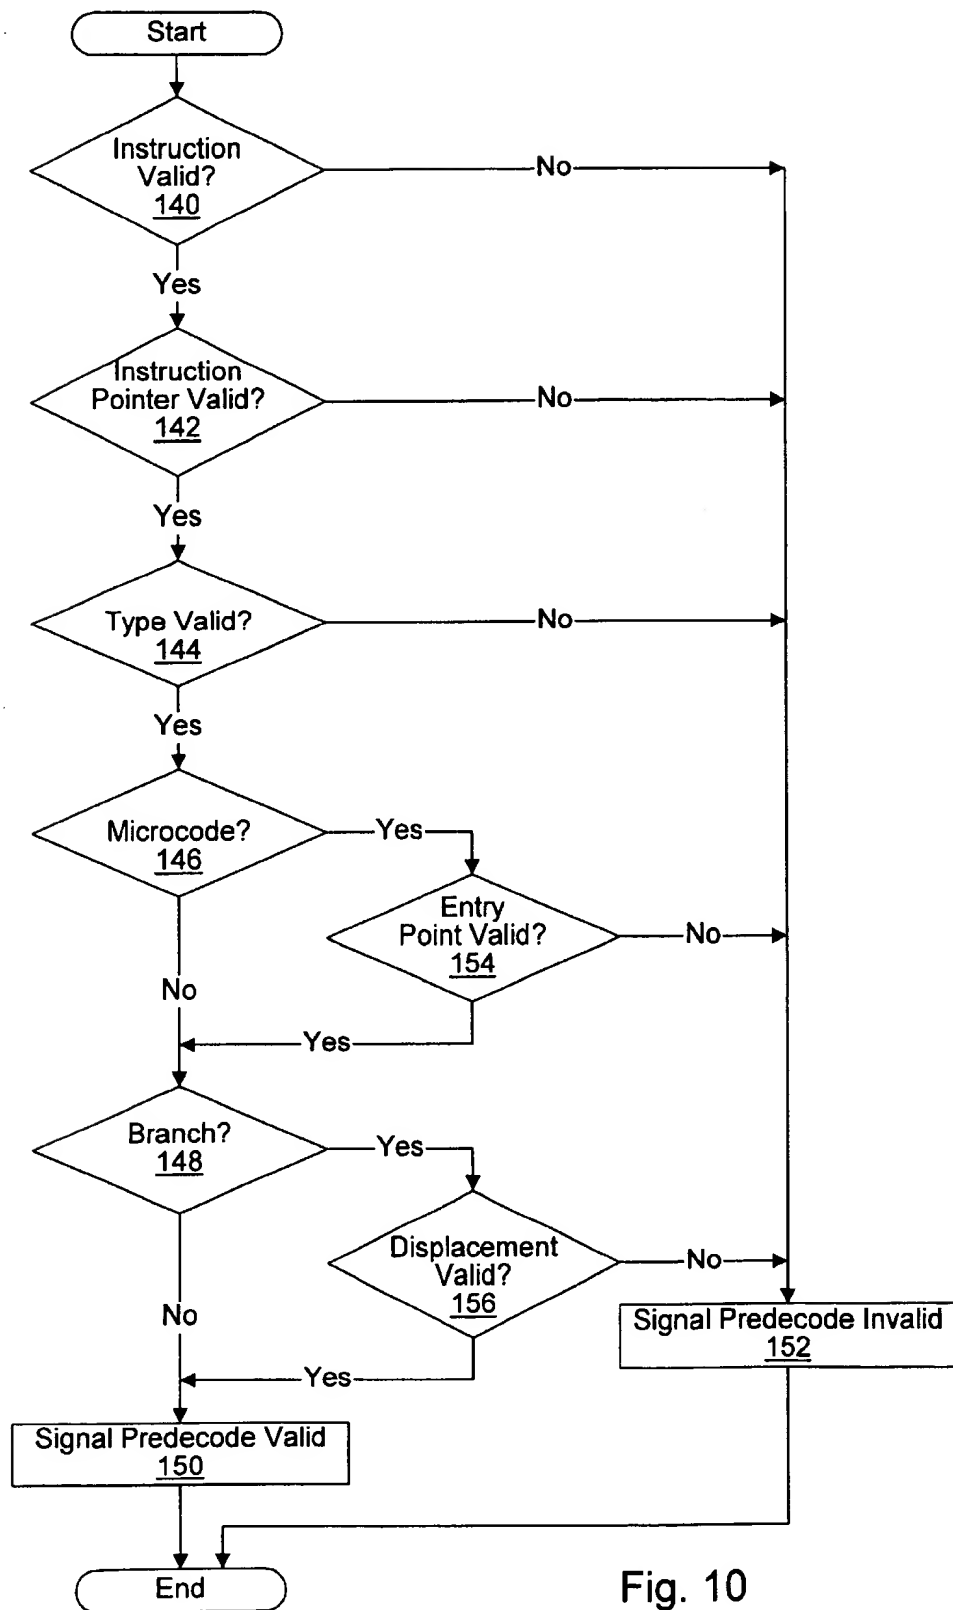 Start
Instruction
Valid?
140
No
Yes
Instruction
Pointer Valid?
142
No
Yes
Type Valid?
144
No
Yes
Microcode?
146
Yes
Entry
Point Valid?
154
No
No
Yes
Branch?
148
Yes
Displacement
Valid?
156
No
No
Signal Predecode Invalid
152
Yes
Signal Predecode Valid
150
End
Fig. 10